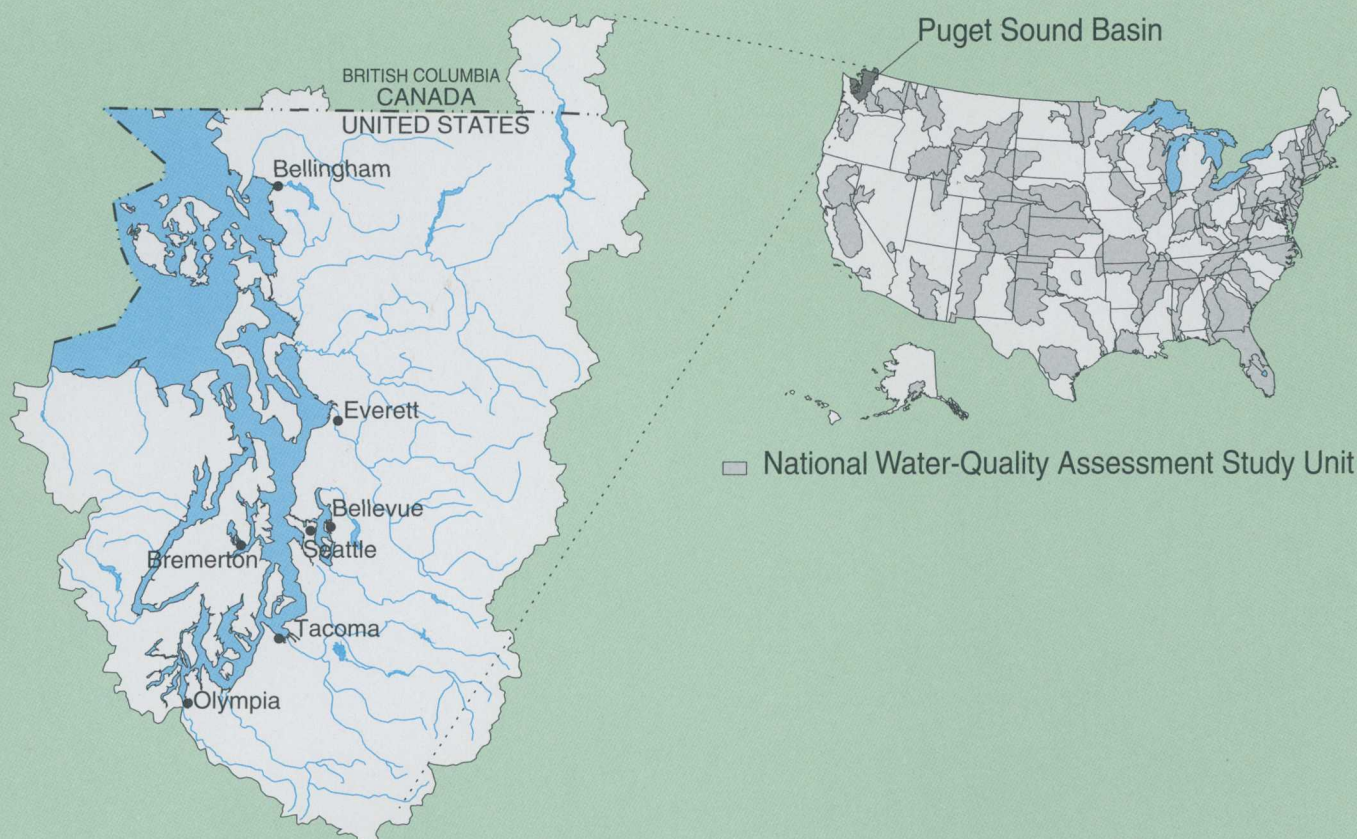 Puget Sound Basin
BRITISH COLUMBIA
CANADA
UNITED STATES
Bellingham
Everett
National Water-Quality Assessment Study Unit
Bellevue
Seattle
Bremerton
Tacoma
Olympia